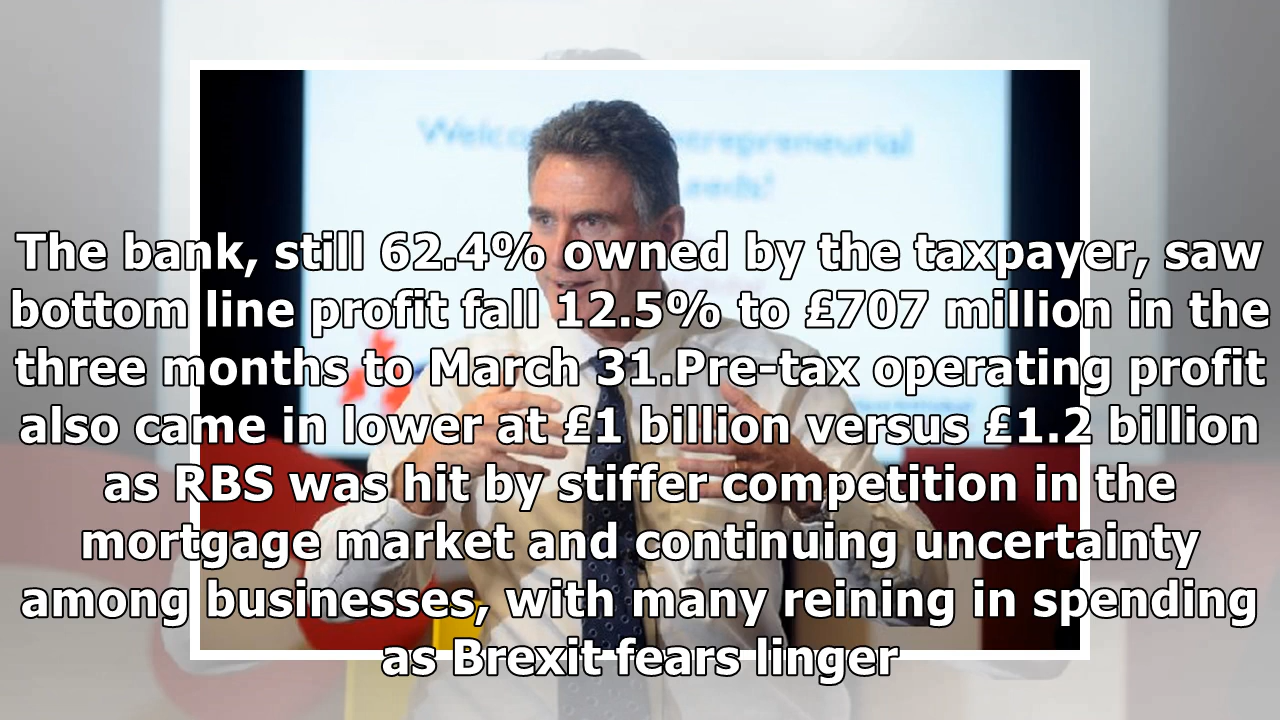 Welco
ntrepreneurial
eeds!
The bank, still 62.4% owned by the taxpayer, saw
bottom line profit fall 12.5% to £707 million in the
three months to March 31.Pre-tax operating profit
also came in lower at £1 billion versus £1.2 billion
as RBS was hit by stiffer competition in the
mortgage market and continuing uncertainty
among businesses, with many reining in spending
as Brexit fears linger